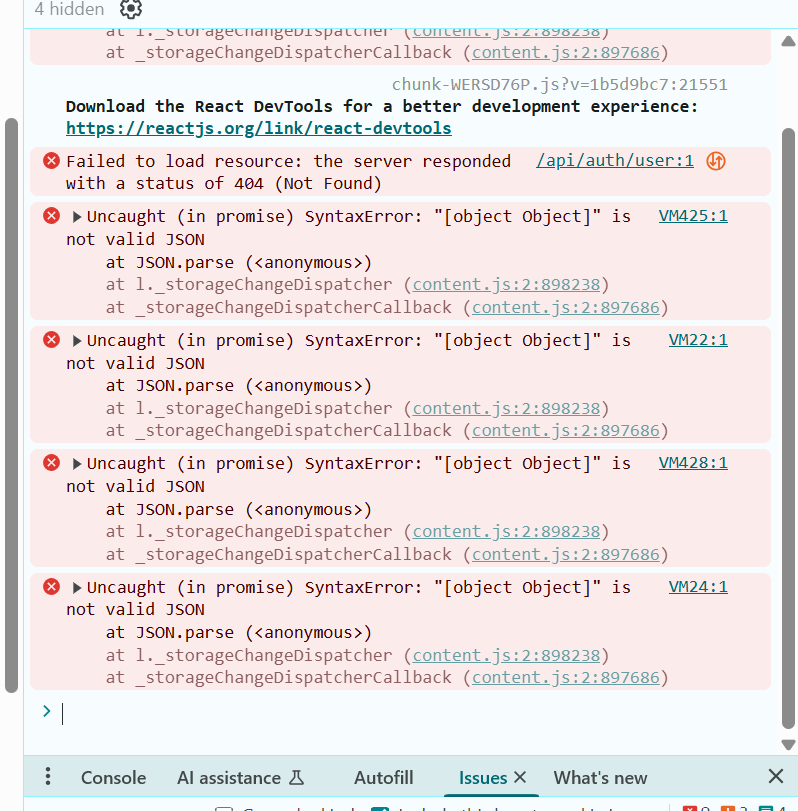 4 hidden
at l._storageChangeDispatcher (content.js:2:898238)
at _storageChangeDispatcherCallback (content.js:2:897686)
chunk-WERSD76P.js?v=1b5d9bc7:21551
Download the React DevTools for a better development experience:
https://reactjs.org/link/react-devtools
Failed to load resource: the server responded /api/auth/user:1
with a status of 404 (Not Found)
Uncaught (in promise) SyntaxError: "[object Object]" is VM425:1
not valid JSON
at JSON.parse (<anonymous>)
at l._storageChangeDispatcher (content.js:2:898238)
at _storageChangeDispatcherCallback (content.js:2:897686)
Uncaught (in promise) SyntaxError: "[object Object]" is VM22:1
not valid JSON
at JSON.parse (<anonymous>)
at l._storageChangeDispatcher (content.js:2:898238)
at _storageChangeDispatcherCallback (content.js:2:897686)
Uncaught (in promise) SyntaxError: "[object Object]" is VM428:1
not valid JSON
at JSON.parse (<anonymous>)
at l._storageChangeDispatcher (content.js:2:898238)
at _storageChangeDispatcherCallback (content.js:2:897686)
Uncaught (in promise) SyntaxError: "[object Object]" is VM24:1
not valid JSON
at JSON.parse (<anonymous>)
at l._storageChangeDispatcher (content.js:2:898238)
at _storageChangeDispatcherCallback (content.js:2:897686)
Console AI assistance Autofill Issues What's new